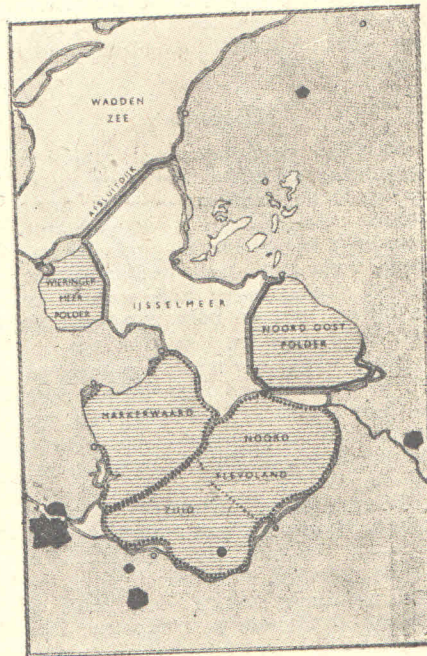 WADDEN
ZEE
AFSLUITDIJK
WIERINGER
MEER
POLDER
IJSSELMEER
NOORD OOST
POLDER
MARKERWAARD
NOORD
FLEVOLAND
ZUID